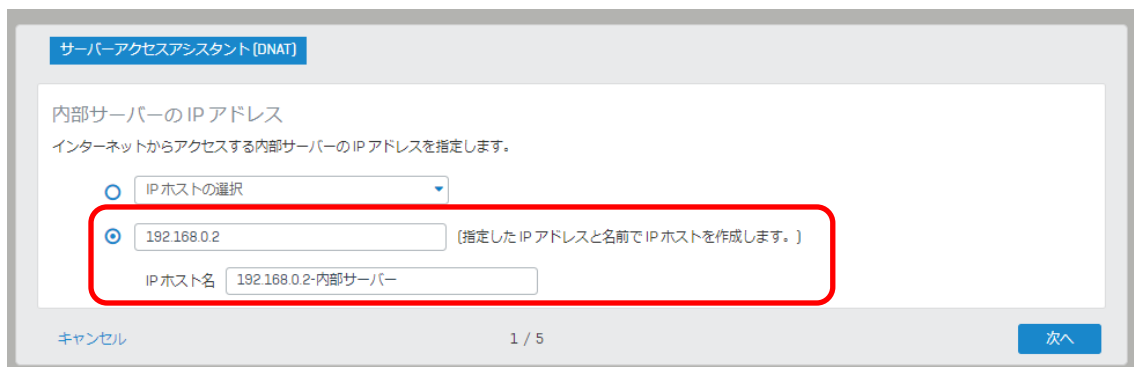 サーバーアクセスアシスタント (DNAT)
内部サーバーの IP アドレス
インターネットからアクセスする内部サーバーの IP アドレスを指定します。
IP ホストの選択
192.168.0.2 (指定した IP アドレスと名前で IP ホストを作成します。)
IP ホスト名 192.168.0.2-内部サーバー
キャンセル 1 / 5 次へ